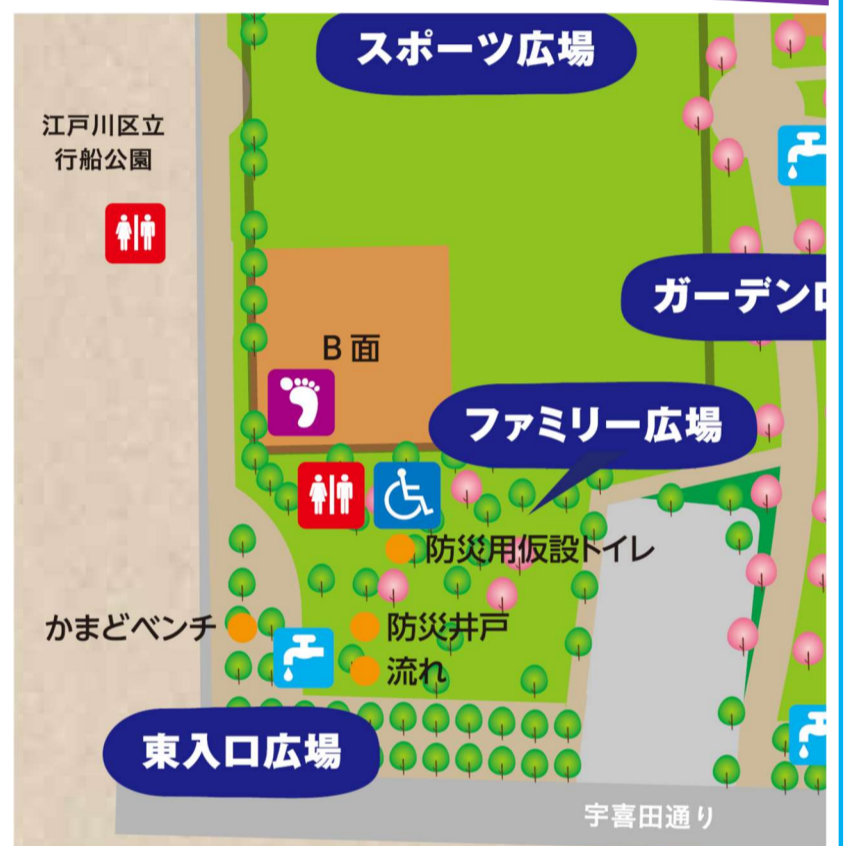 スポーツ広場
江戸川区立
行船公園
ガーデン
B面
ファミリー広場
防災用仮設トイレ
かまどベンチ
防災井戸
流れ
東入口広場
宇喜田通り